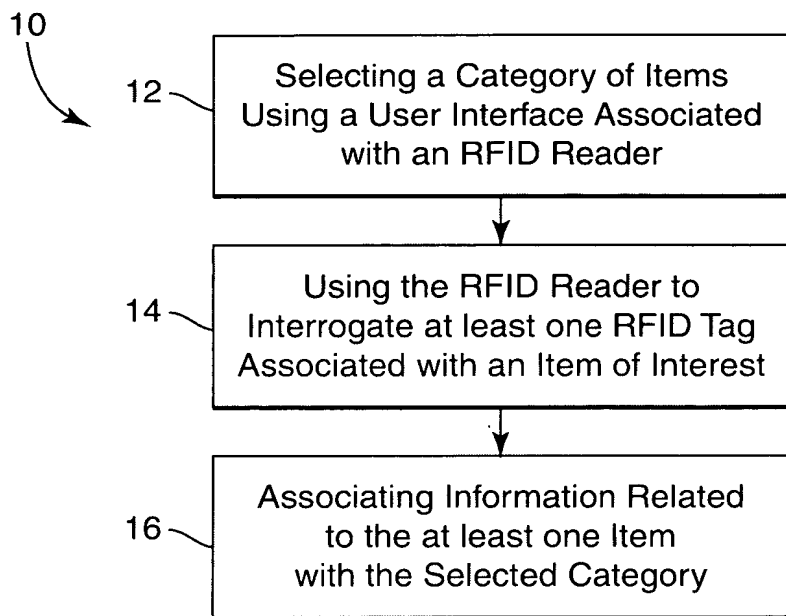 10
12
Selecting a Category of Items
Using a User Interface Associated
with an RFID Reader
14
Using the RFID Reader to
Interrogate at least one RFID Tag
Associated with an Item of Interest
16
Associating Information Related
to the at least one Item
with the Selected Category